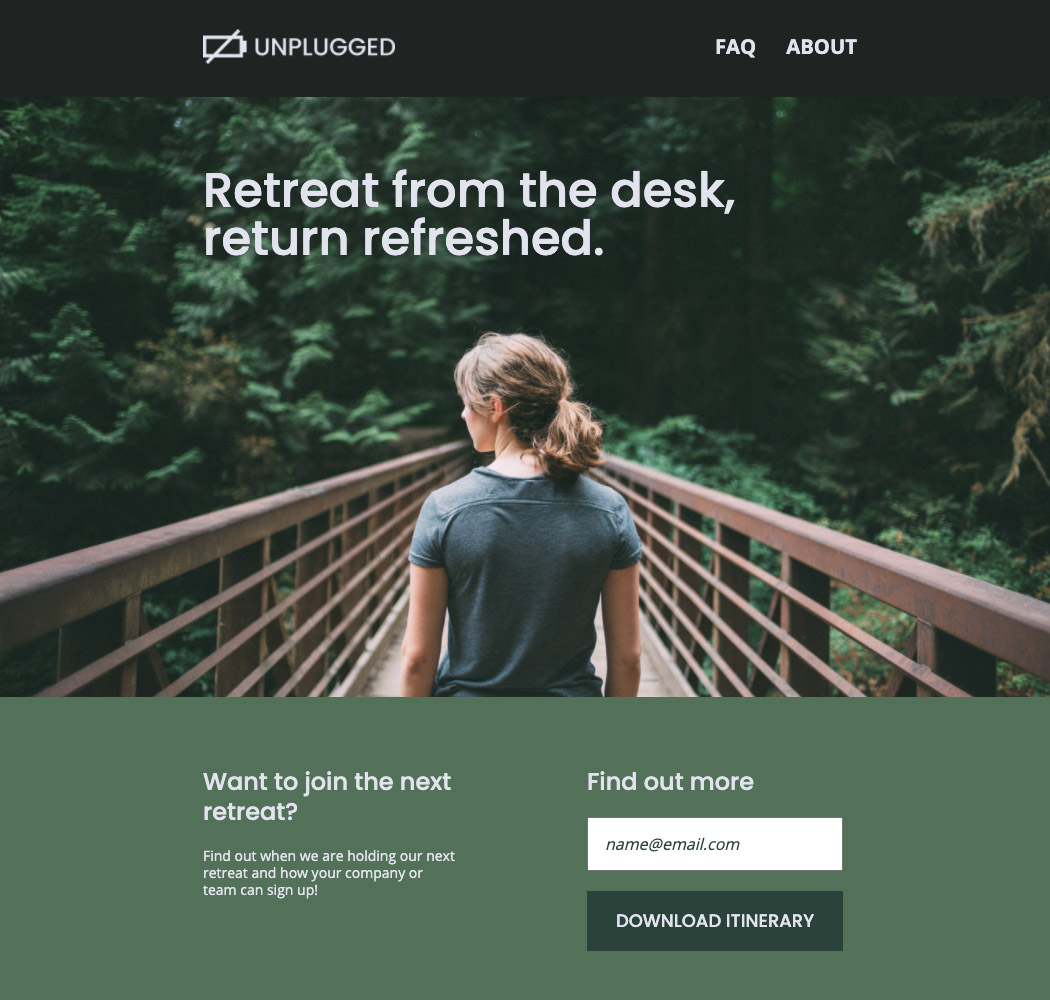 UNPLUGGED
FAQ
ABOUT
Retreat from the desk,
return refreshed.
Want to join the next
retreat?
Find out when we are holding our next
retreat and how your company or
team can sign up!
Find out more
name@email.com
DOWNLOAD ITINERARY